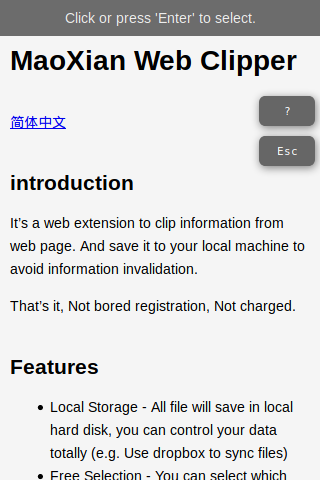 Click or press 'Enter' to select.
MaoXian Web Clipper
?
简体中文
Esc
introduction
It's a web extension to clip information from
web page. And save it to your local machine to
avoid information invalidation.
That's it, Not bored registration, Not charged.
Features
Local Storage - All file will save in local
hard disk, you can control your data
totally (e.g. Use dropbox to sync files)
Free Selection - You can select which